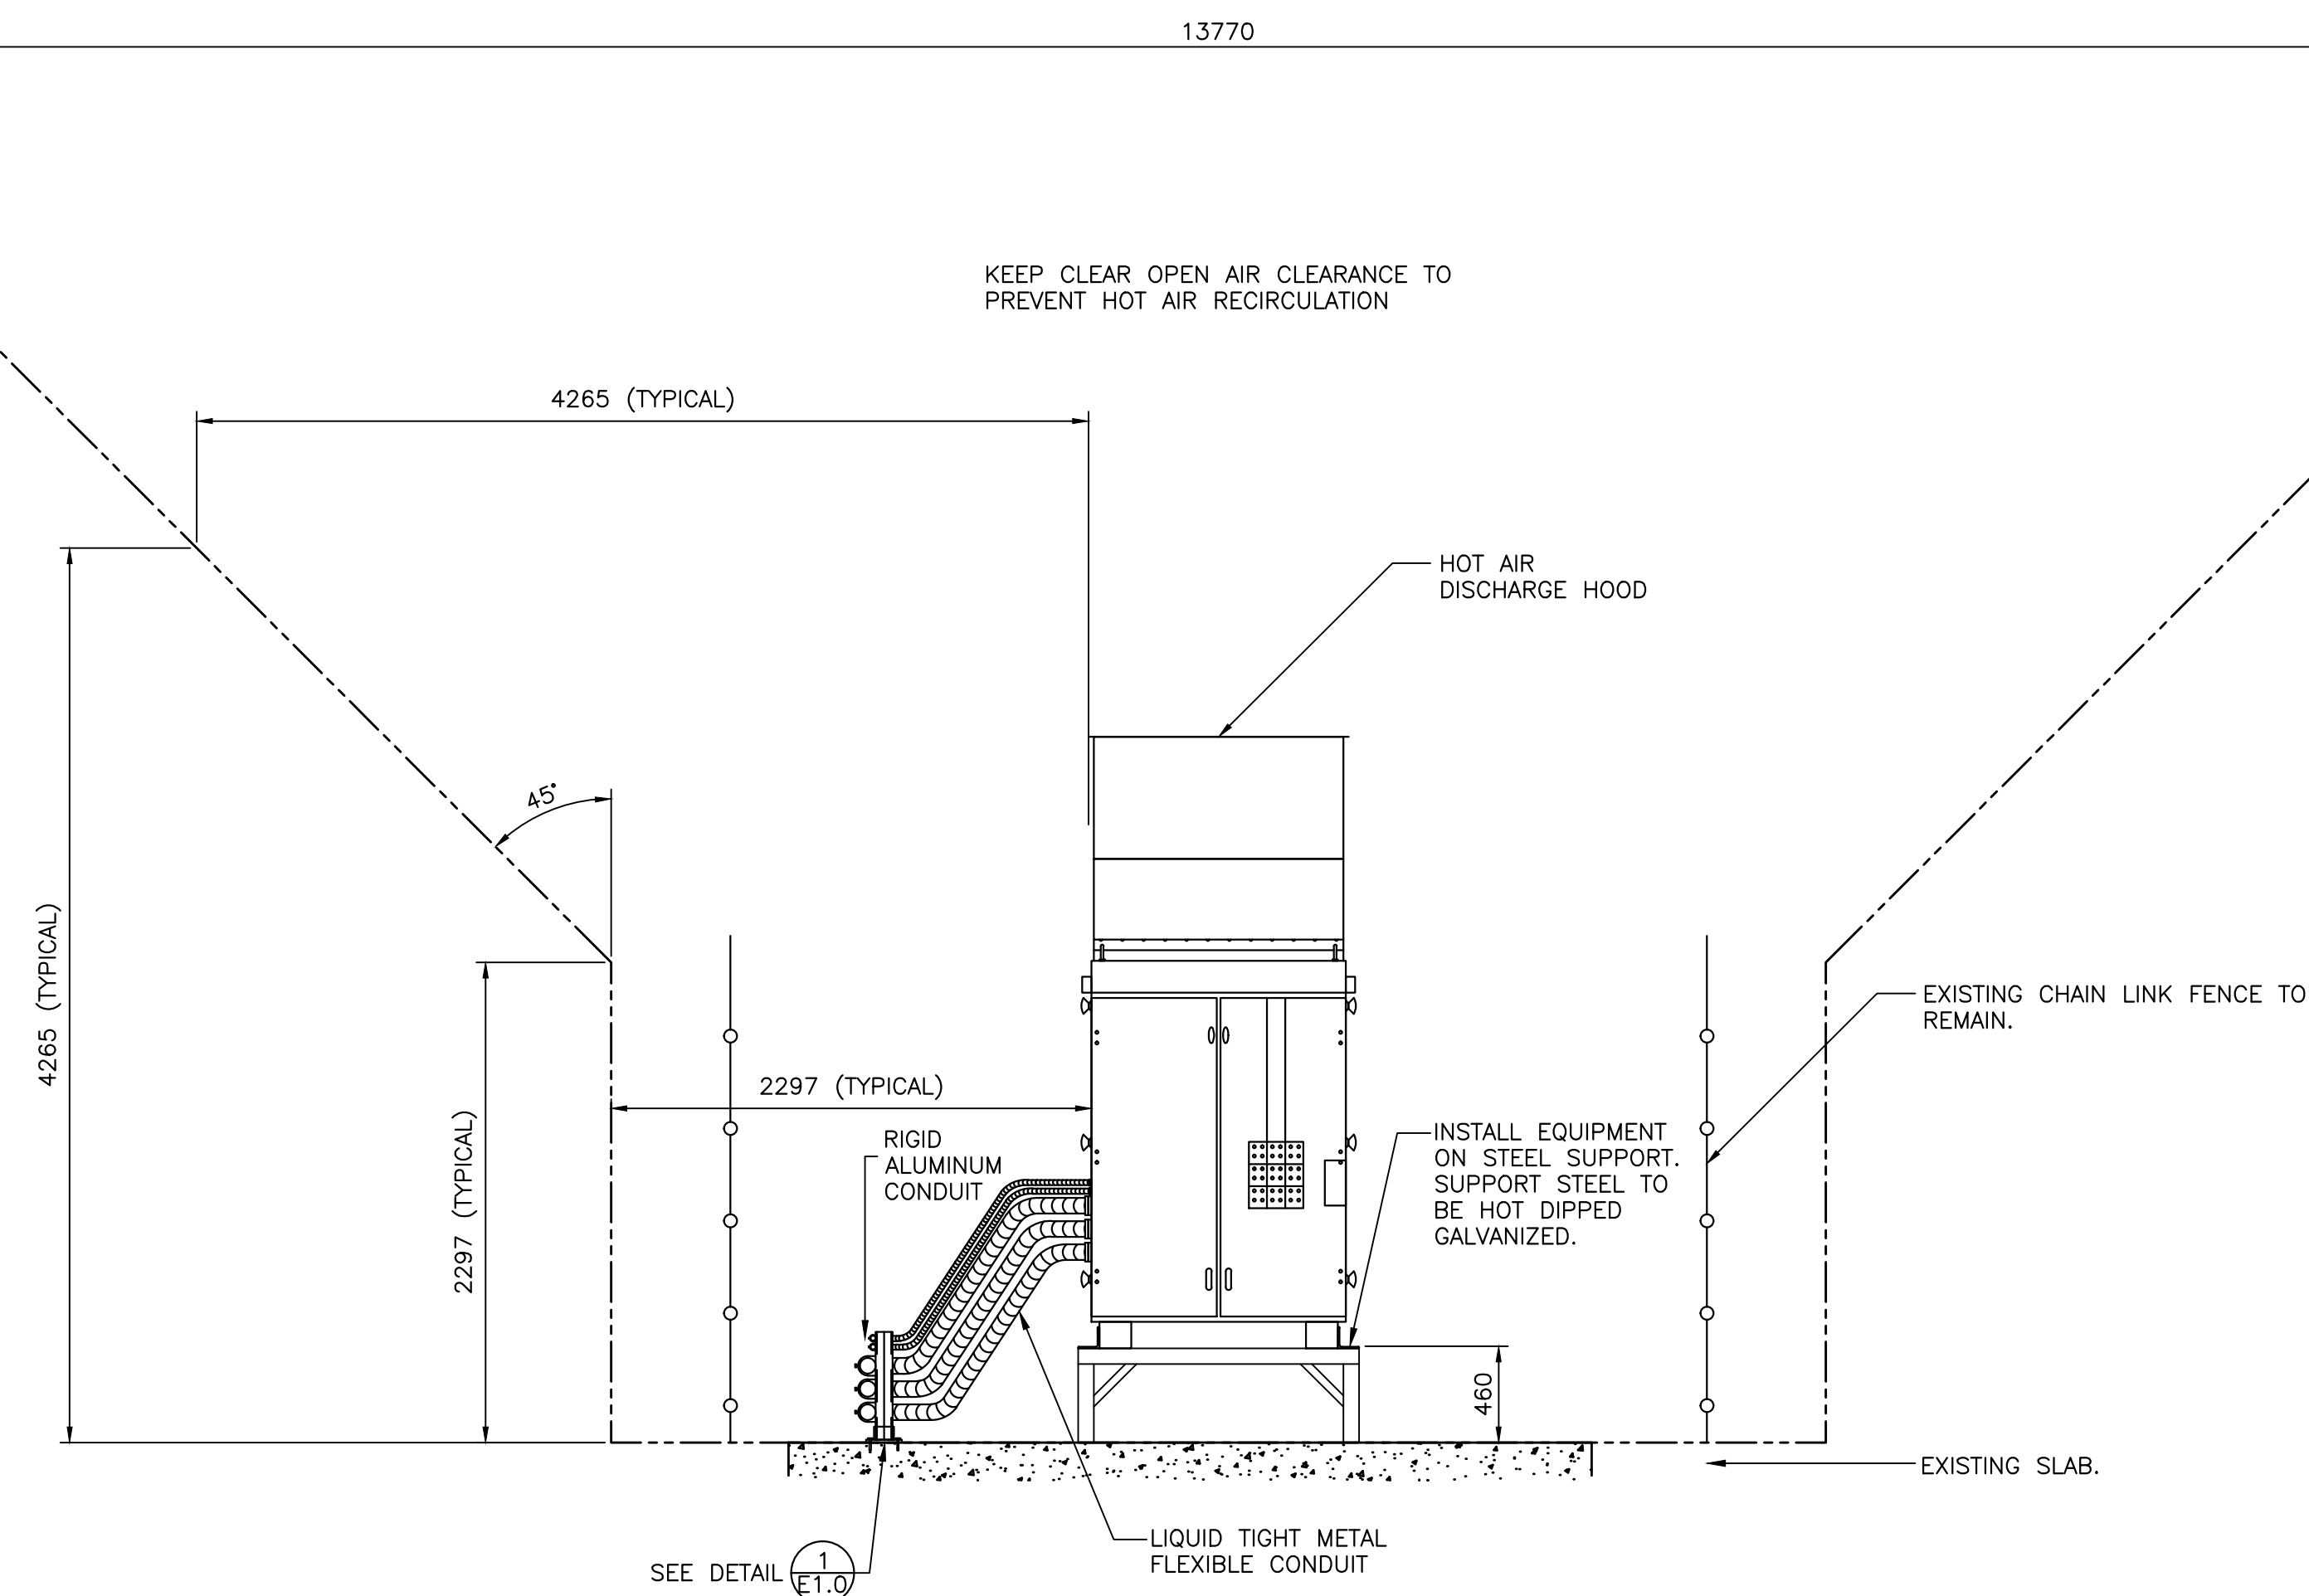 13770
KEEP CLEAR OPEN AIR CLEARANCE TO
PREVENT HOT AIR RECIRCULATION
4265 (TYPICAL)
HOT AIR
DISCHARGE HOOD
45°
4265 (TYPICAL)
EXISTING CHAIN LINK FENCE TO
REMAIN.
2297 (TYPICAL)
2297 (TYPICAL)
RIGID
ALUMINUM
CONDUIT
INSTALL EQUIPMENT
ON STEEL SUPPORT.
SUPPORT STEEL TO
BE HOT DIPPED
GALVANIZED.
460
EXISTING SLAB.
LIQUID TIGHT METAL
FLEXIBLE CONDUIT
SEE DETAIL
1
E1.0